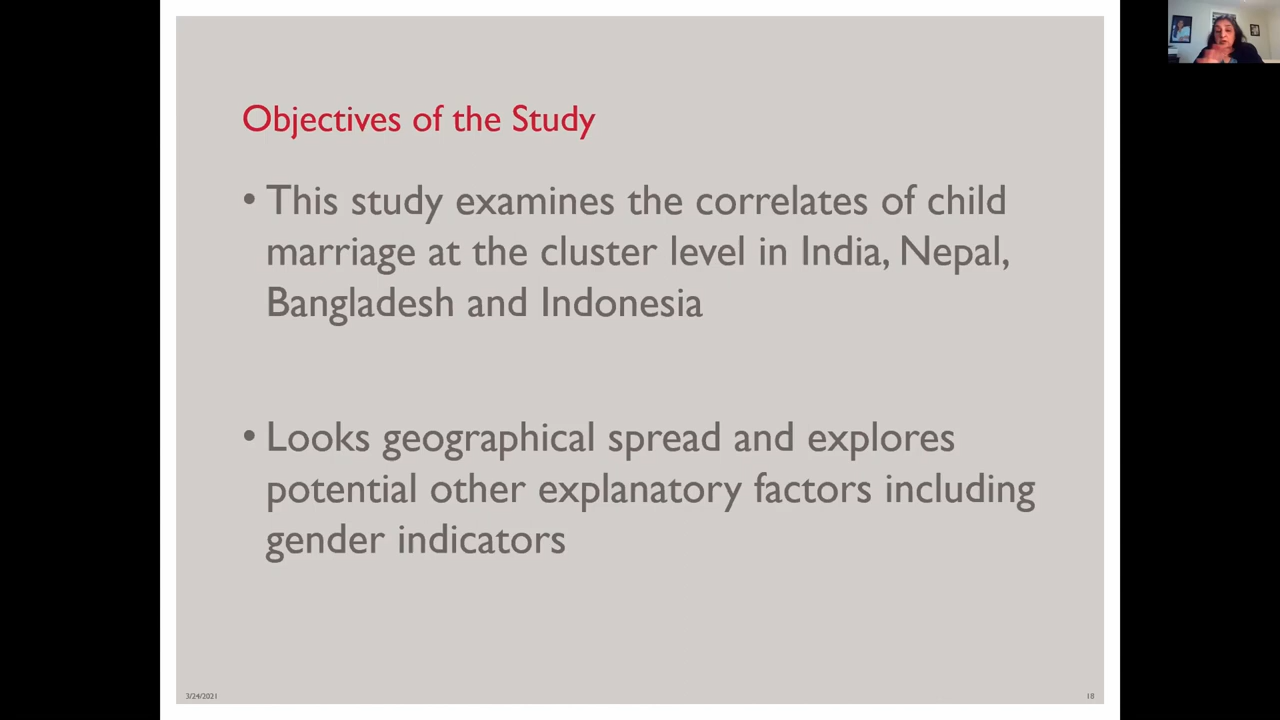 Objectives of the Study
• This study examines the correlates of child
marriage at the cluster level in India, Nepal,
Bangladesh and Indonesia
• Looks geographical spread and explores
potential other explanatory factors including
gender indicators
3/24/2021
18